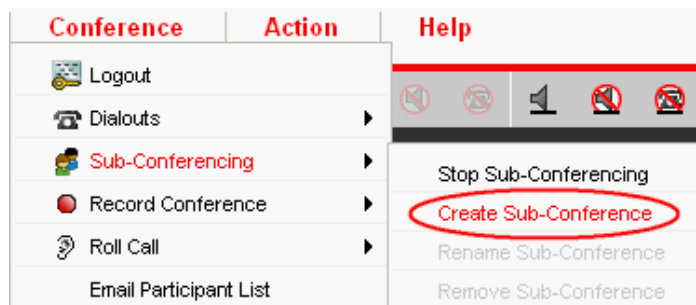 Conference Action Help
Logout
Dialouts
Sub-Conferencing
Record Conference
Roll Call
Email Participant List
Stop Sub-Conferencing
Create Sub-Conference
Rename Sub-Conference
Remove Sub-Conference